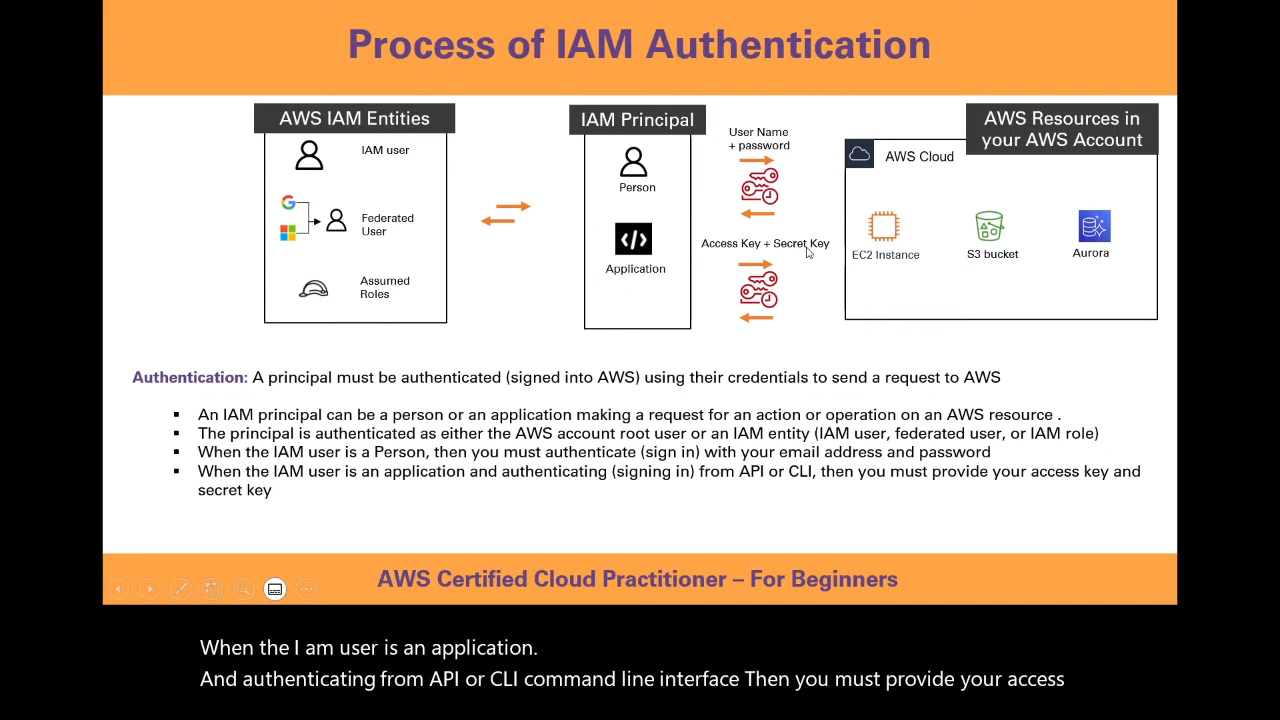 Process of IAM Authentication
AWS IAM Entities
IAM user
Federated
User
Assumed
Roles
IAM Principal
Person
Application
User Name
+ password
Access Key + Secret Key
AWS Resources in
your AWS Account
AWS Cloud
EC2 Instance
S3 bucket
Aurora
Authentication: A principal must be authenticated (signed into AWS) using their credentials to send a request to AWS
▪ An IAM principal can be a person or an application making a request for an action or operation on an AWS resource .
▪ The principal is authenticated as either the AWS account root user or an IAM entity (IAM user, federated user, or IAM role)
▪ When the IAM user is a Person, then you must authenticate (sign in) with your email address and password
▪ When the IAM user is an application and authenticating (signing in) from API or CLI, then you must provide your access key and
secret key
AWS Certified Cloud Practitioner – For Beginners
When the I am user is an application.
And authenticating from API or CLI command line interface Then you must provide your access